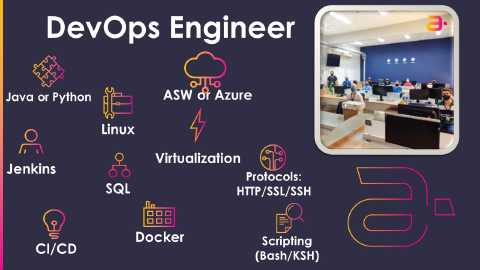 DevOps Engineer
Java or Python
Linux
ASW or Azure
Jenkins
SQL
Virtualization
Protocols:
HTTP/SSL/SSH
CI/CD
Docker
Scripting
(Bash/KSH)
a.
a.